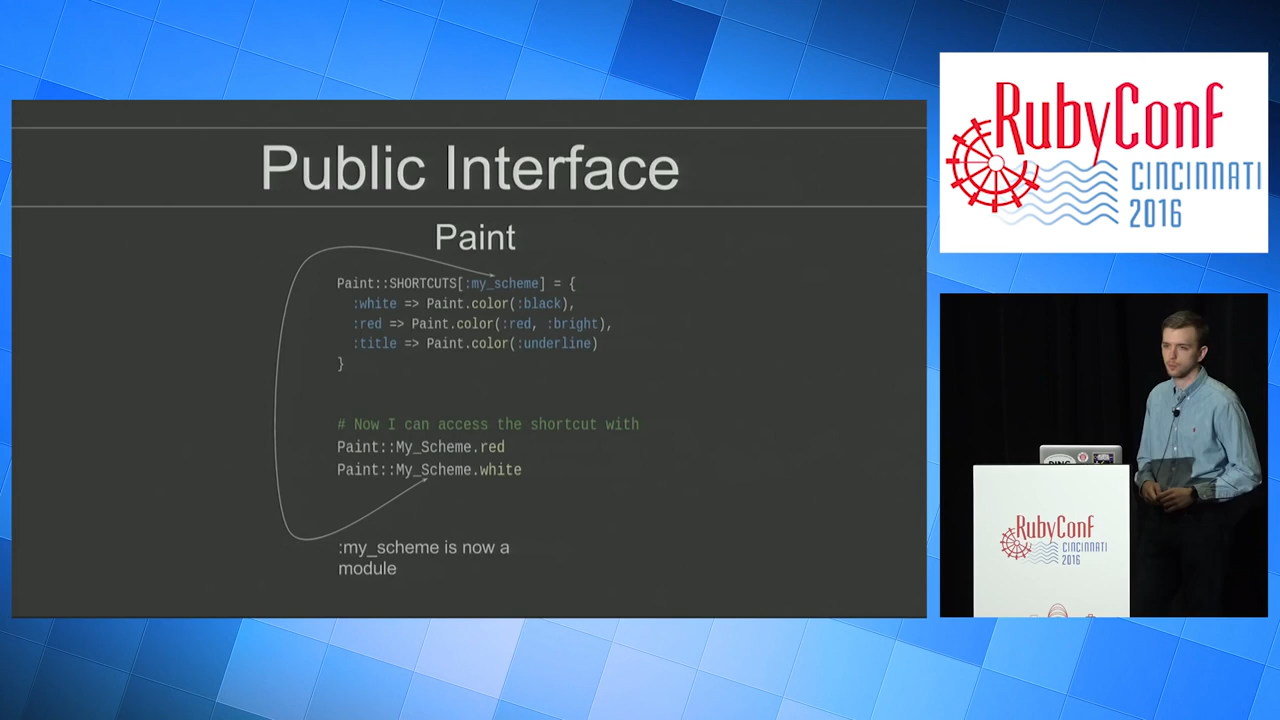 Public Interface
Paint
Paint::SHORTCUTS[:my_scheme] = {
:white => Paint.color(:black),
:red => Paint.color(:red, :bright),
:title => Paint.color(:underline)
}
# Now I can access the shortcut with
Paint::My_Scheme.red
Paint::My_Scheme.white
:my_scheme is now a
module
RubyConf
CINCINNATI
2016
RubyConf
CINCINNATI
2016